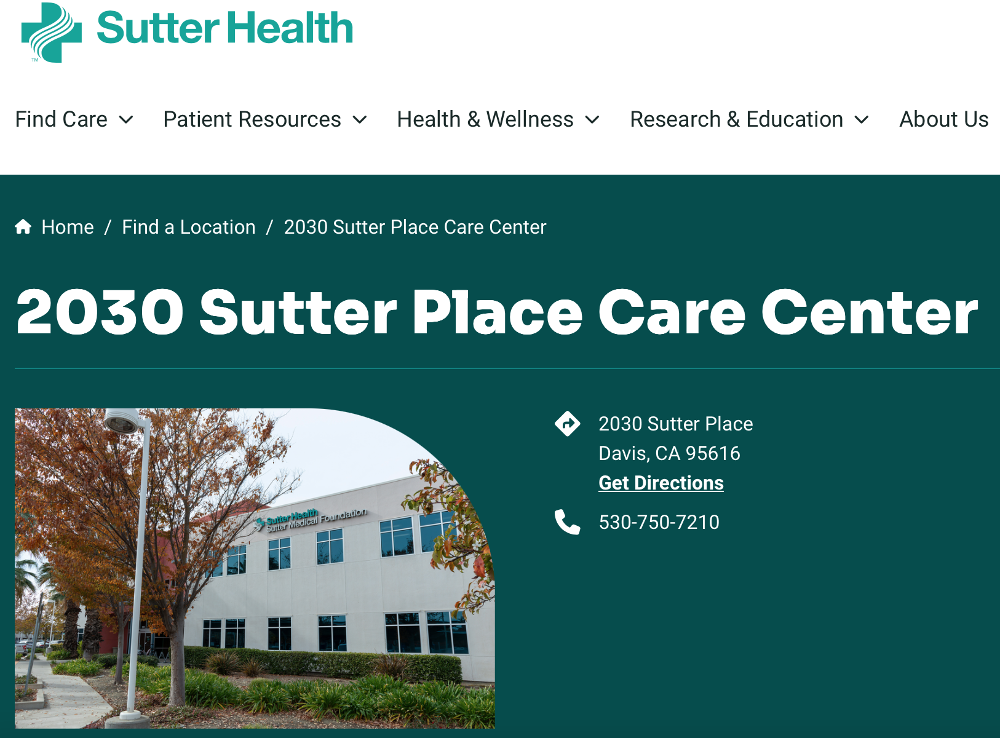 Sutter Health
TM
Find Care
Patient Resources
Health & Wellness
Research & Education
About Us
Home / Find a Location / 2030 Sutter Place Care Center
2030 Sutter Place Care Center
Sutter Health
Sutter Medical Foundation
2030 Sutter Place
Davis, CA 95616
Get Directions
530-750-7210